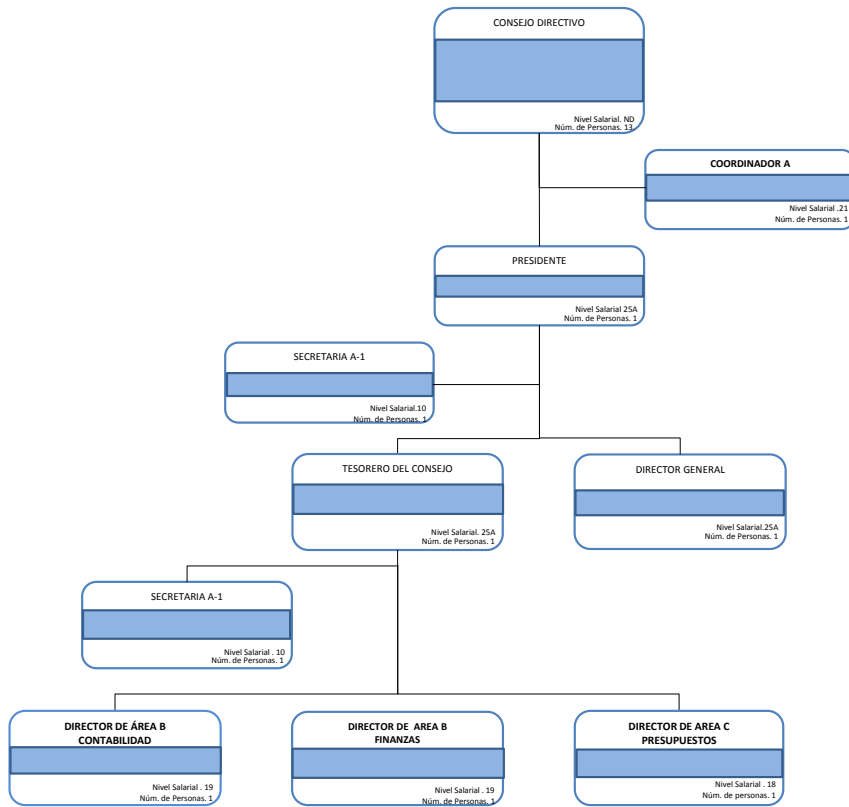 CONSEJO DIRECTIVO
Nivel Salarial. ND
Núm. de Personas. 13.
COORDINADOR A
Nivel Salarial .21
Núm. de Personas. 1
PRESIDENTE
Nivel Salarial 25A
Núm. de Personas. 1
SECRETARIA A-1
Nivel Salarial.10
Núm. de Personas. 1
TESORERO DEL CONSEJO
Nivel Salarial. 25A
Núm. de Personas. 1
DIRECTOR GENERAL
Nivel Salarial.25A
Núm. de Personas. 1
SECRETARIA A-1
Nivel Salarial . 10
Núm. de Personas. 1
DIRECTOR DE ÁREA B
CONTABILIDAD
Nivel Salarial . 19
Núm. de Personas. 1
DIRECTOR DE  AREA B
FINANZAS
Nivel Salarial . 19
Núm. de Personas. 1
DIRECTOR DE AREA C
PRESUPUESTOS
Nivel Salarial . 18
Núm. de personas. 1